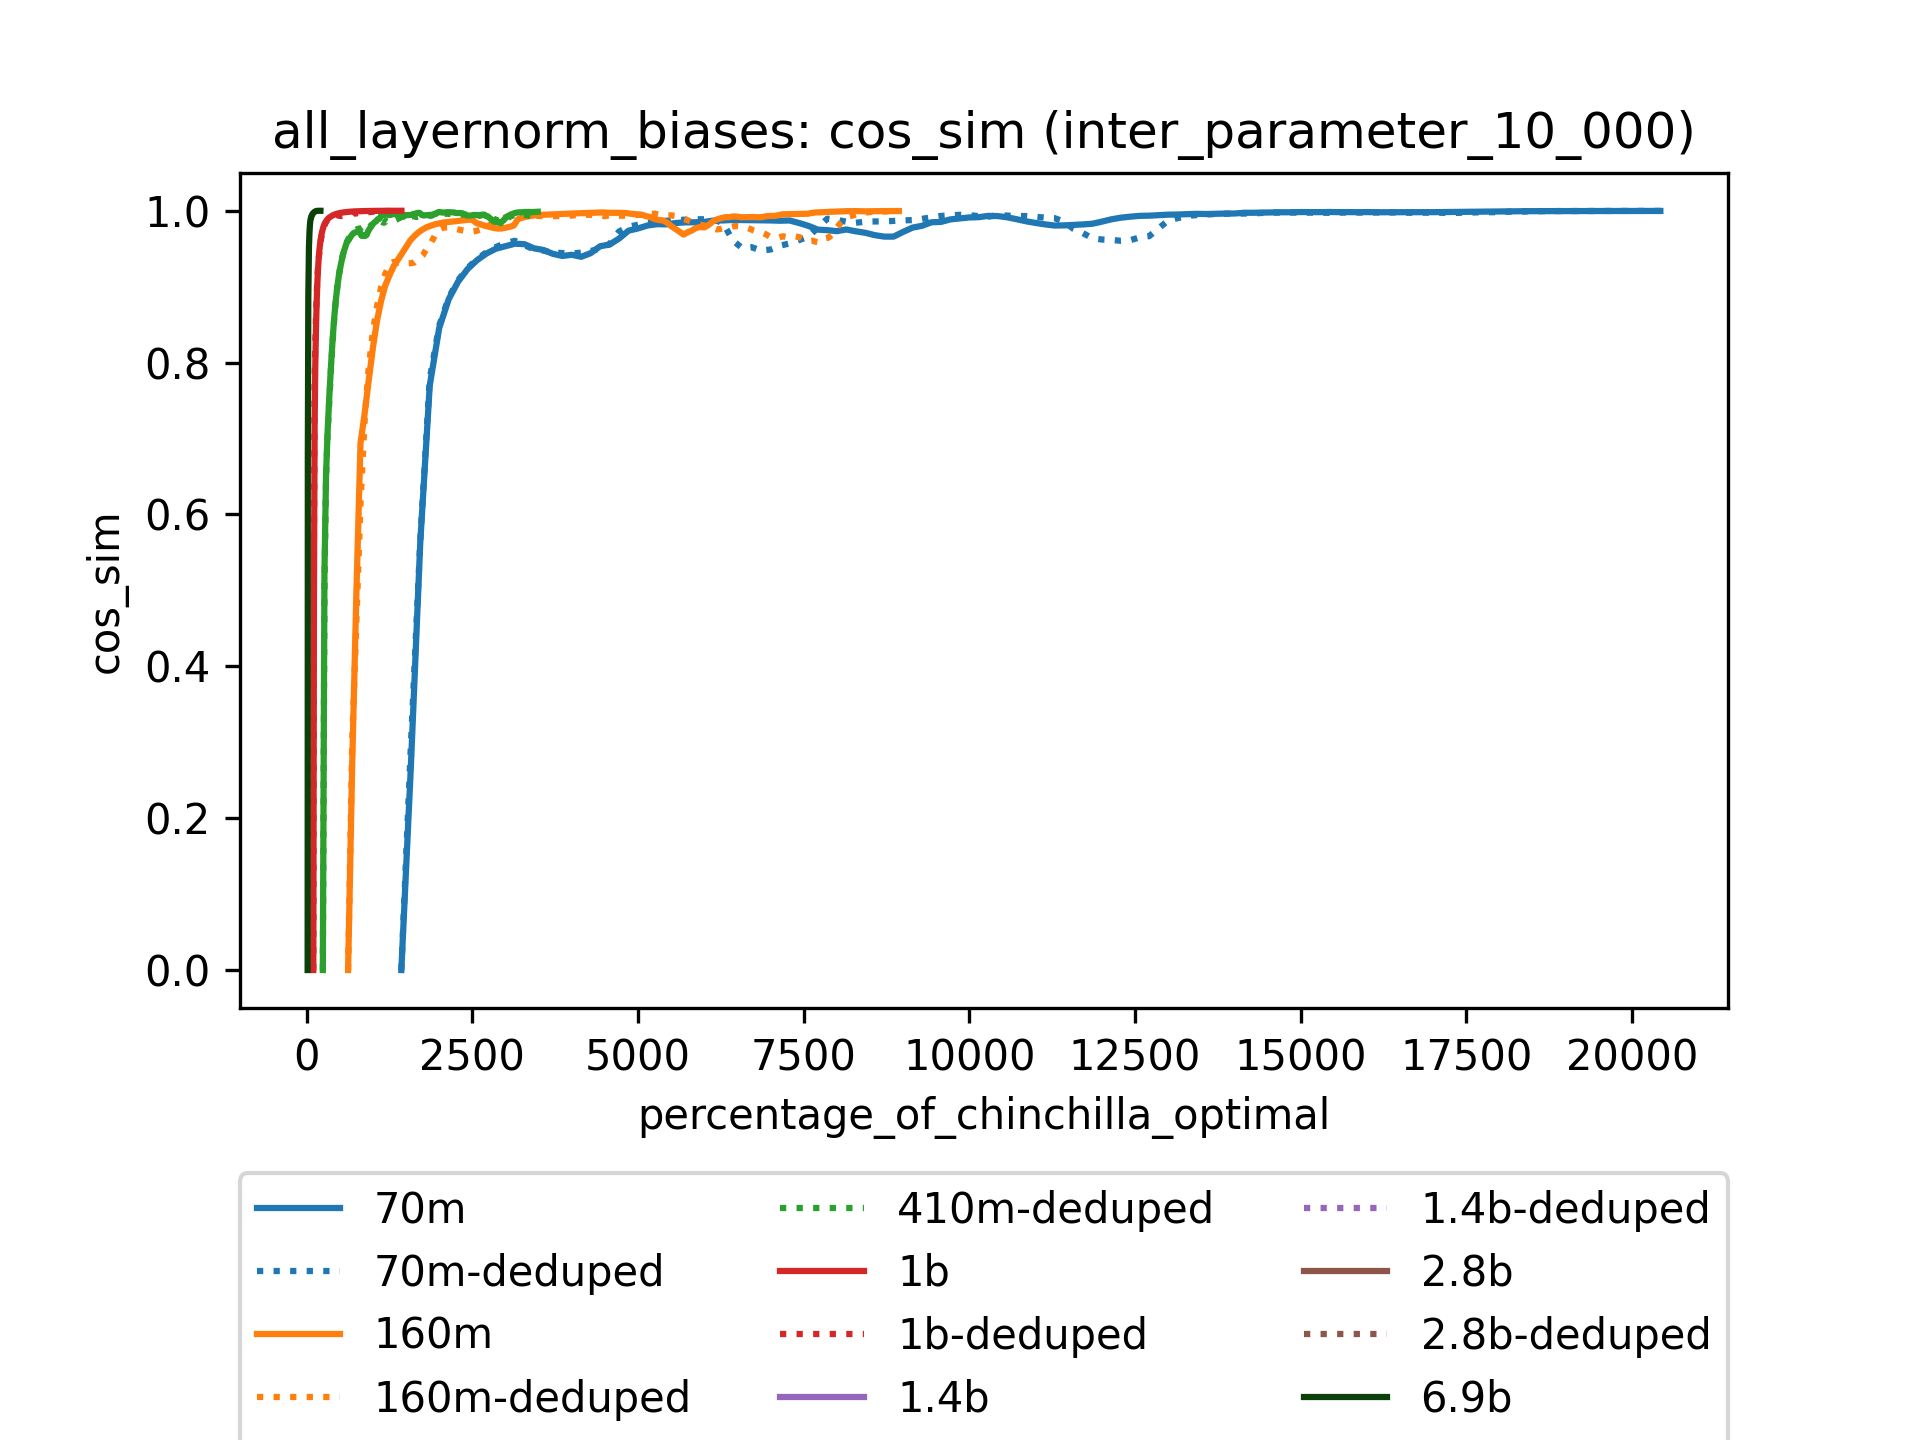 all_layernorm_biases: cos_sim (inter_parameter_10_000)
1.0
0.8
0.6
0.4
0.2
0.0
cos_sim
0 2500 5000 7500 10000 12500 15000 17500 20000
percentage_of_chinchilla_optimal
70m
70m-deduped
160m
160m-deduped
410m-deduped
1b
1b-deduped
1.4b
1.4b-deduped
2.8b
2.8b-deduped
6.9b